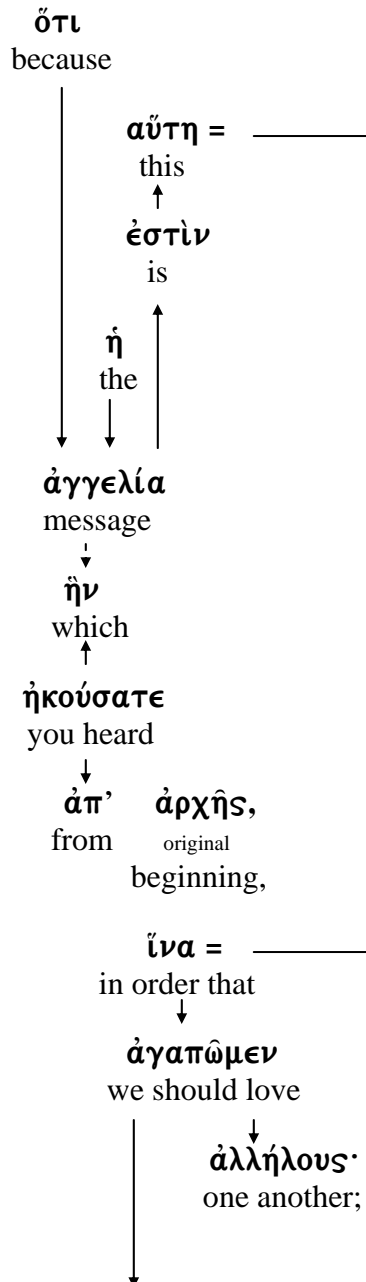 ὅτι
because
αὕτη =
this
ἐστὶν
is
ἡ
the
ἀγγελία
message
ἣν
which
ἠκούσατε
you heard
ἀπ’ ἀρχῆς,
from original
beginning,
ἵνα =
in order that
ἀγαπῶμεν
we should love
ἀλλήλους·
one another;